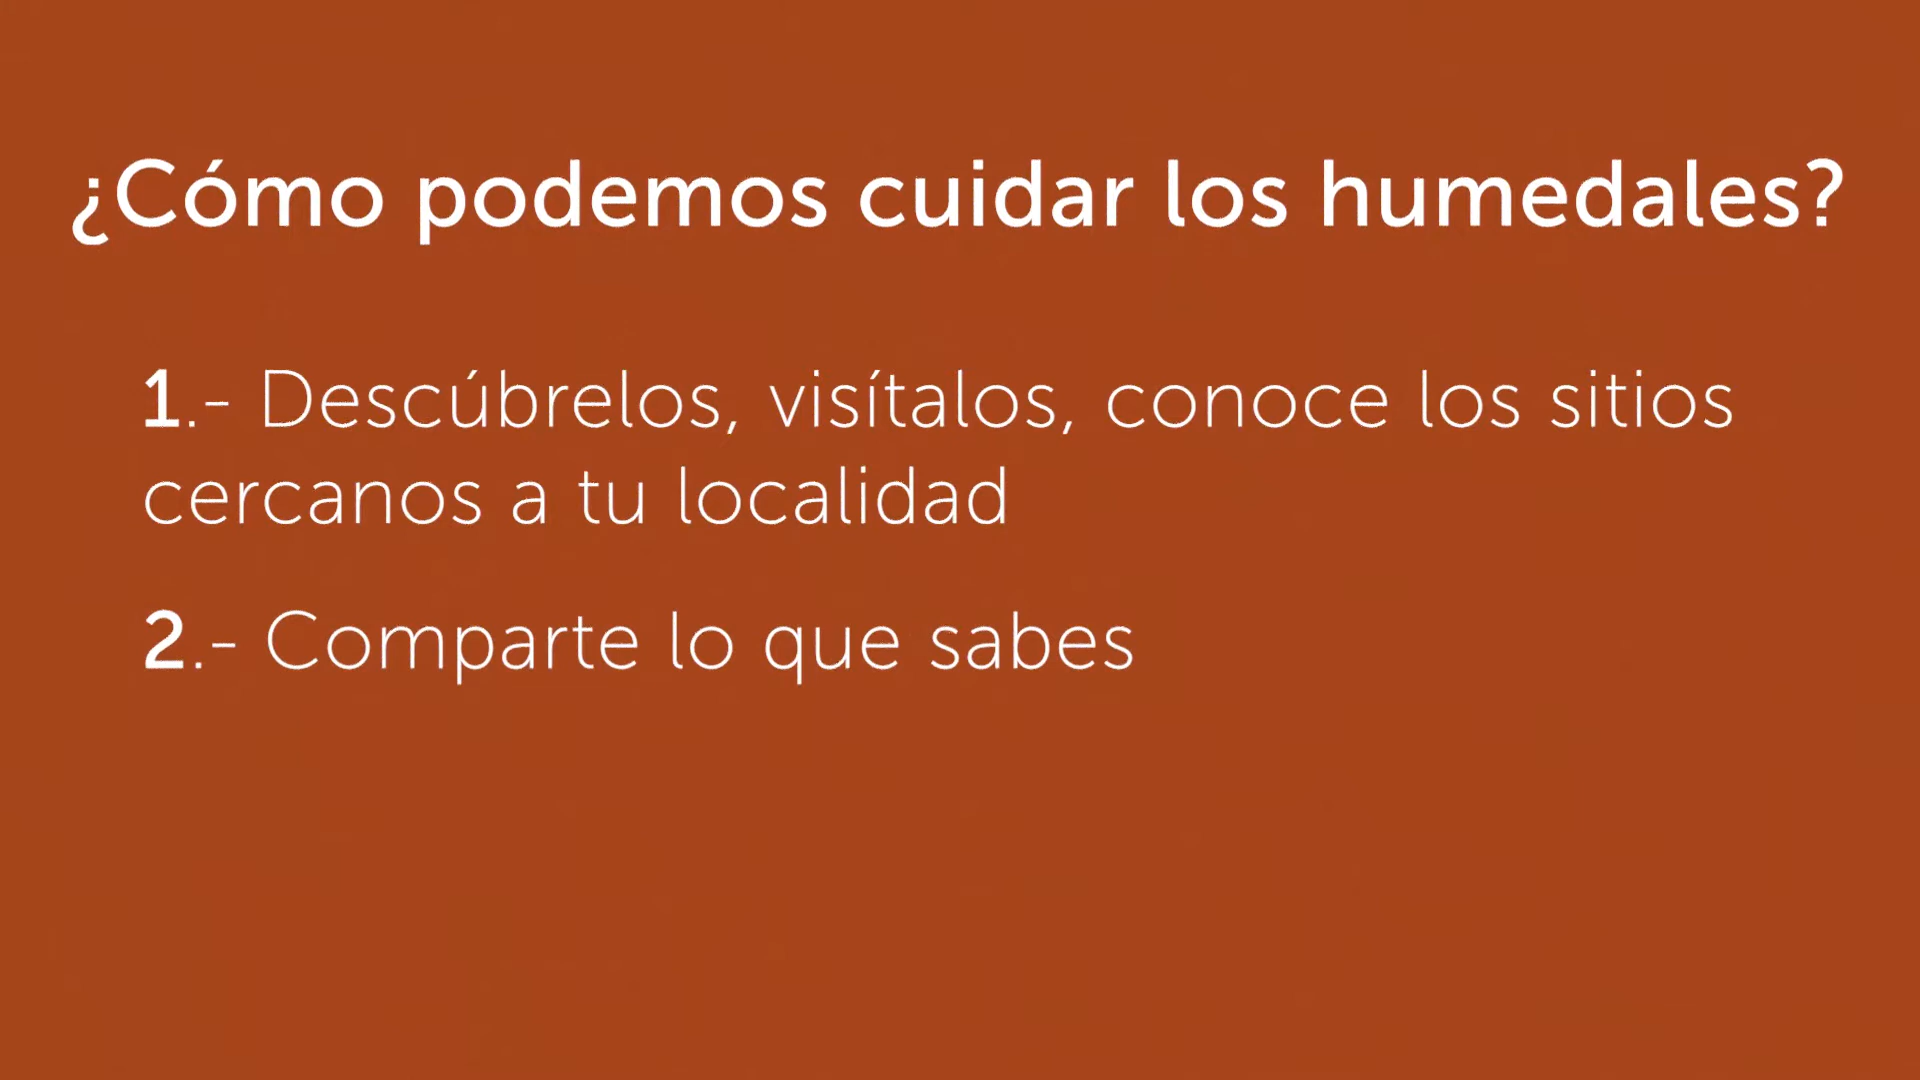 ¿Cómo podemos cuidar los humedales?
1.- Descúbrelos, visítalos, conoce los sitios
cercanos a tu localidad
2.- Comparte lo que sabes